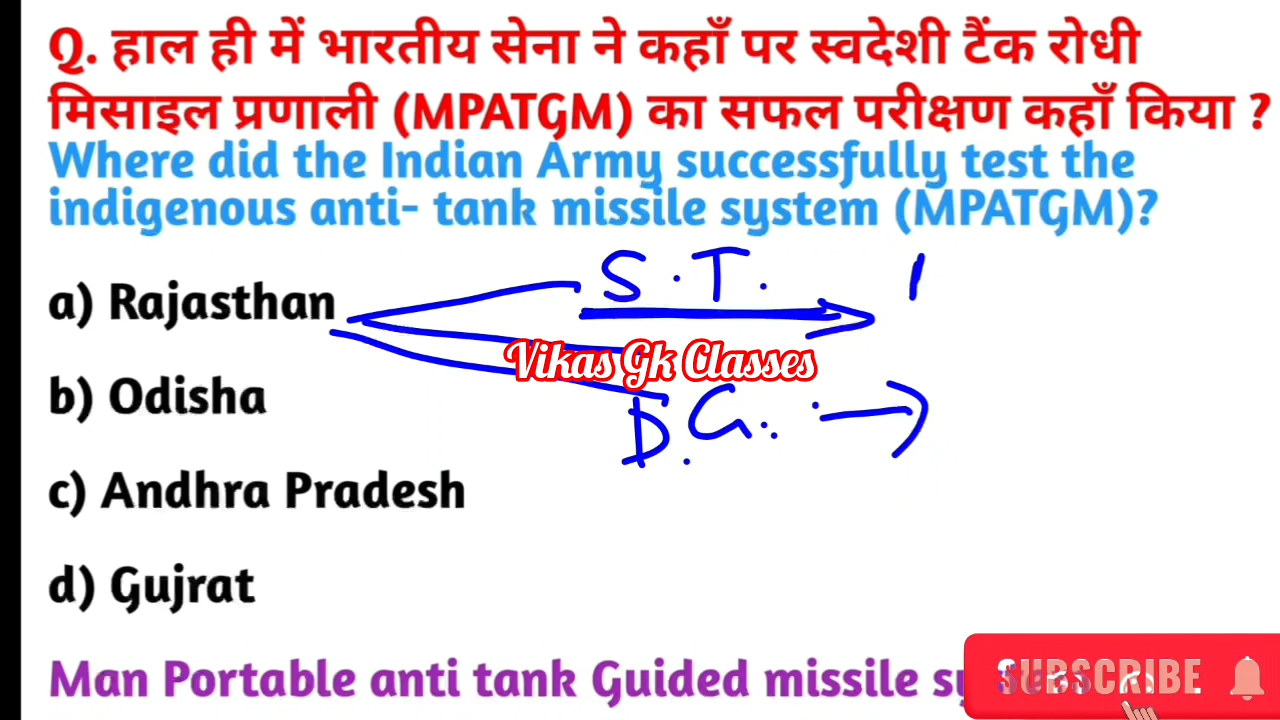 Q. हाल ही में भारतीय सेना ने कहाँ पर स्वदेशी टैंक रोधी
मिसाइल प्रणाली (MPATGM) का सफल परीक्षण कहाँ किया ?
Where did the Indian Army successfully test the
indigenous anti- tank missile system (MPATGM)?
a) Rajasthan
S.T.
Vikas Gk Classes
b) Odisha
D.G.
c) Andhra Pradesh
d) Gujrat
Man Portable anti tank Guided missile
SUBSCRIBE